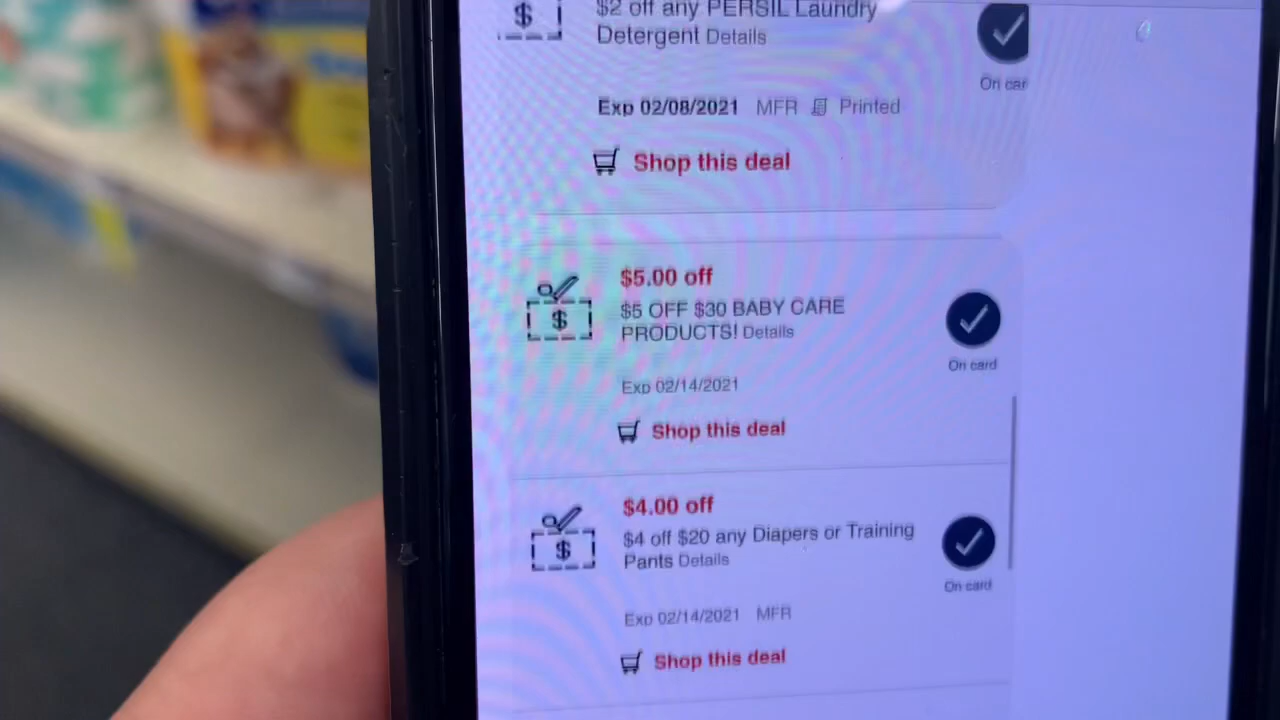 $2 off any PERSIL Laundry
Detergent Details
On car
Exp 02/08/2021 MFR Printed
Shop this deal
$5.00 off
$5 OFF $30 BABY CARE
PRODUCTS! Details
On card
Exp 02/14/2021
Shop this deal
$4.00 off
$4 off $20 any Diapers or Training
Pants Details
On card
Exp 02/14/2021 MFR
Shop this deal